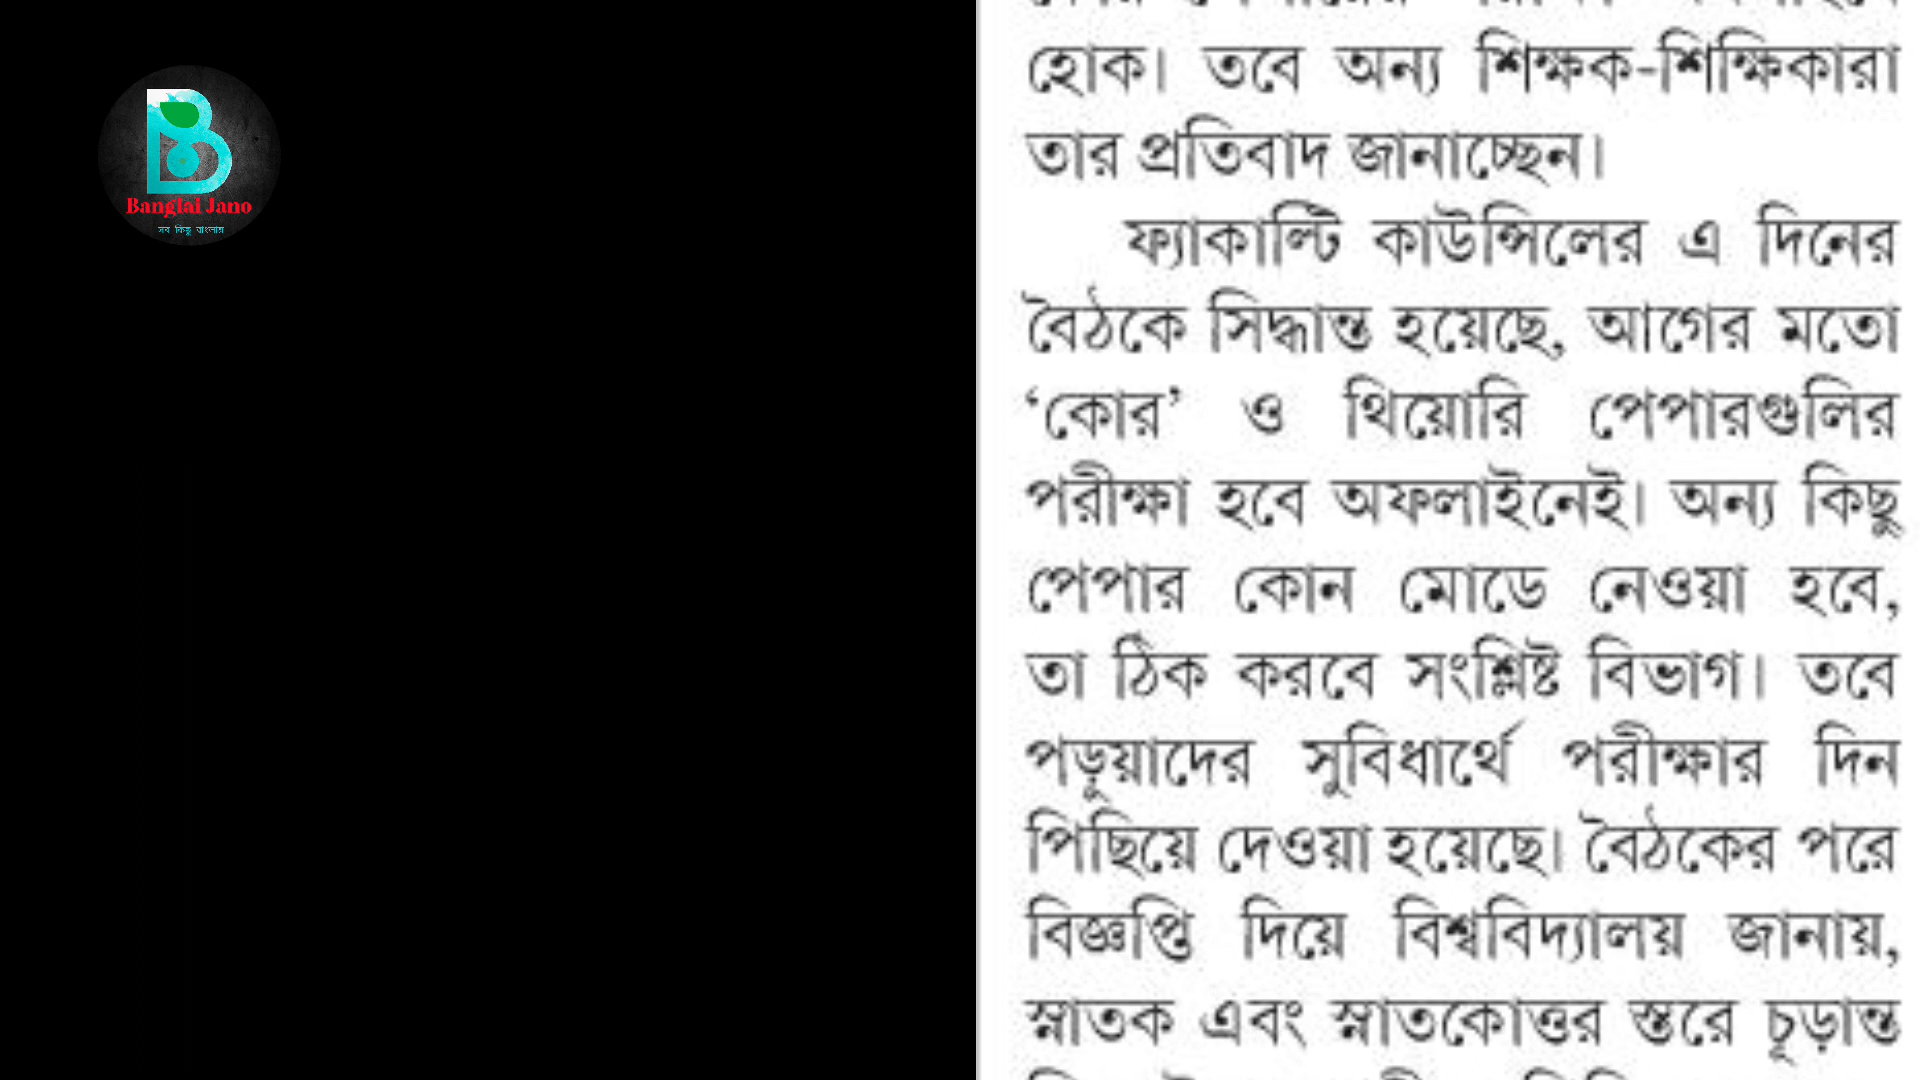 Banglai Jano
সব কিছু বাংলায়
হোক। তবে অন্য শিক্ষক-শিক্ষিকারা
তার প্রতিবাদ জানাচ্ছেন।
ফ্যাকাল্টি কাউন্সিলের এ দিনের
বৈঠকে সিদ্ধান্ত হয়েছে, আগের মতো
‘কোর’ ও থিয়োরি পেপারগুলির
পরীক্ষা হবে অফলাইনেই। অন্য কিছু
পেপার কোন মোডে নেওয়া হবে,
তা ঠিক করবে সংশ্লিষ্ট বিভাগ। তবে
পড়ুয়াদের সুবিধার্থে পরীক্ষার দিন
পিছিয়ে দেওয়া হয়েছে। বৈঠকের পরে
বিজ্ঞপ্তি দিয়ে বিশ্ববিদ্যালয় জানায়,
স্নাতক এবং স্নাতকোত্তর স্তরে চূড়ান্ত